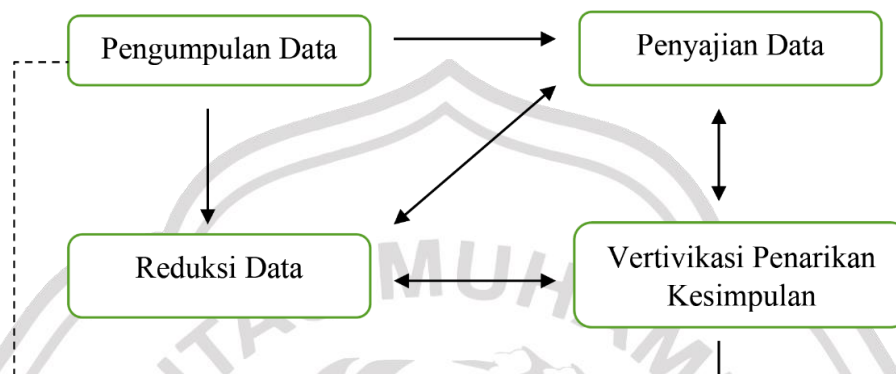 Pengumpulan Data
Penyajian Data
Reduksi Data
Vertivikasi Penarikan
Kesimpulan